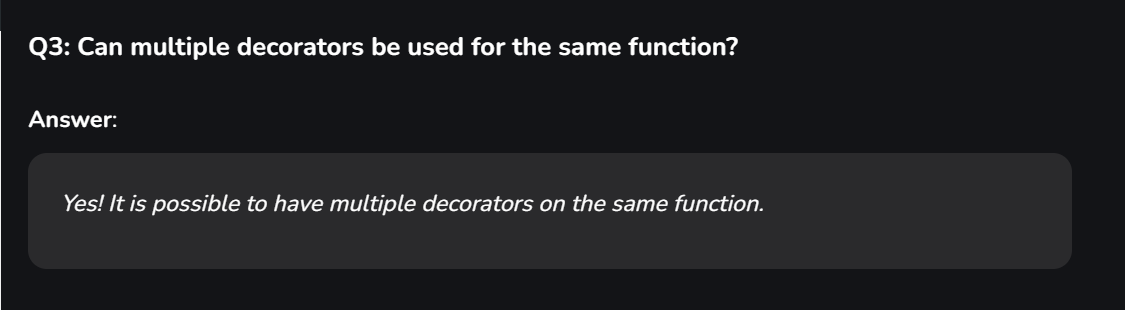 Q3: Can multiple decorators be used for the same function?
Answer:
Yes! It is possible to have multiple decorators on the same function.